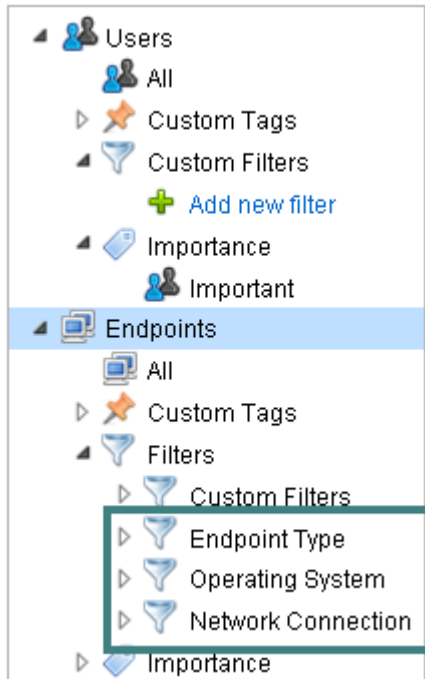 Users
All
Custom Tags
Custom Filters
Add new filter
Importance
Important
Endpoints
All
Custom Tags
Filters
Custom Filters
Endpoint Type
Operating System
Network Connection
Importance